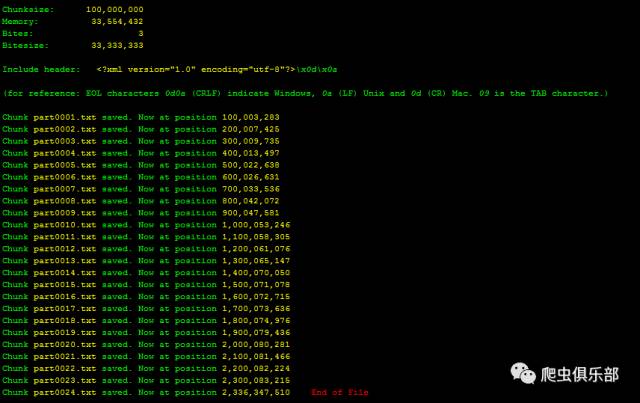 Chunksize: 100,000,000
Memory: 33,554,432
Bites: 3
Bitesize: 33,333,333
Include header: <?xml version="1.0" encoding="utf-8"?>\x0d\x0a
(for reference: EOL characters 0d0a (CRLF) indicate Windows, 0a (LF) Unix and 0d (CR) Mac. 09 is the TAB character.)
Chunk part0001.txt saved. Now at position 100,003,283
Chunk part0002.txt saved. Now at position 200,007,425
Chunk part0003.txt saved. Now at position 300,009,735
Chunk part0004.txt saved. Now at position 400,013,497
Chunk part0005.txt saved. Now at position 500,022,638
Chunk part0006.txt saved. Now at position 600,026,631
Chunk part0007.txt saved. Now at position 700,033,536
Chunk part0008.txt saved. Now at position 800,042,072
Chunk part0009.txt saved. Now at position 900,047,581
Chunk part0010.txt saved. Now at position 1,000,053,246
Chunk part0011.txt saved. Now at position 1,100,058,305
Chunk part0012.txt saved. Now at position 1,200,061,076
Chunk part0013.txt saved. Now at position 1,300,065,147
Chunk part0014.txt saved. Now at position 1,400,070,050
Chunk part0015.txt saved. Now at position 1,500,071,078
Chunk part0016.txt saved. Now at position 1,600,072,715
Chunk part0017.txt saved. Now at position 1,700,073,636
Chunk part0018.txt saved. Now at position 1,800,074,976
Chunk part0019.txt saved. Now at position 1,900,079,436
Chunk part0020.txt saved. Now at position 2,000,080,281
Chunk part0021.txt saved. Now at position 2,100,081,466
Chunk part0022.txt saved. Now at position 2,200,082,224
Chunk part0023.txt saved. Now at position 2,300,083,215
Chunk part0024.txt saved. Now at position 2,336,347,510 End of file
爬虫俱乐部